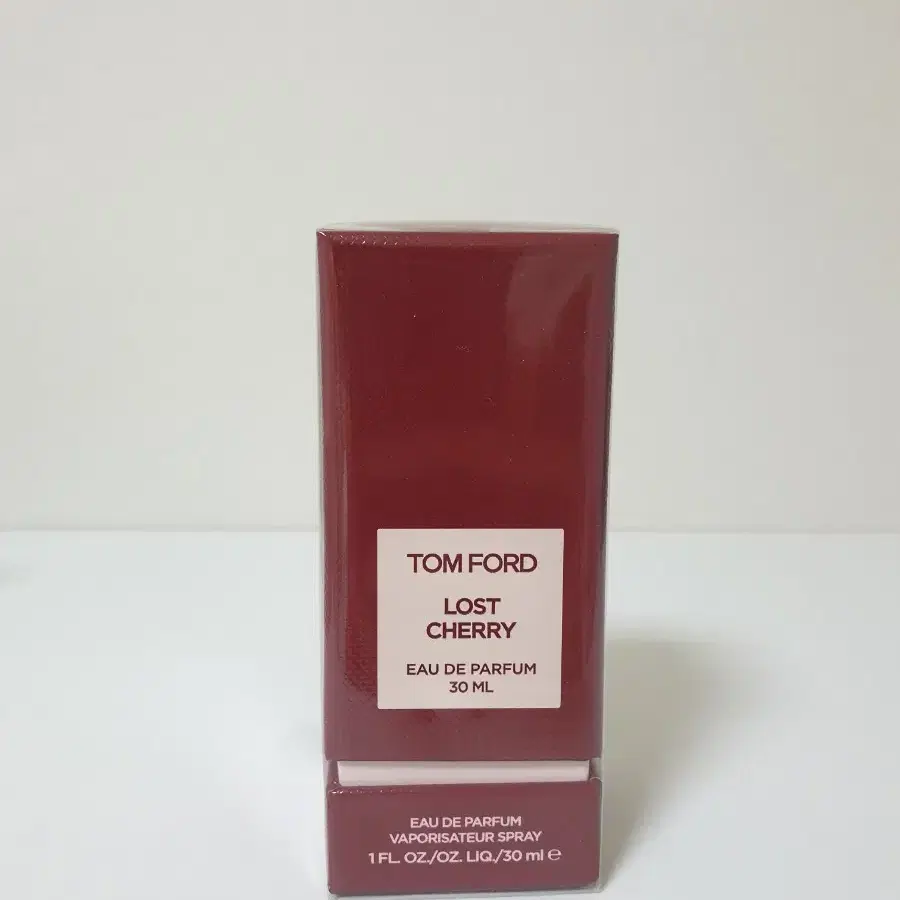 TOM FORD
LOST
CHERRY
EAU DE PARFUM
30 ML
EAU DE PARFUM
VAPORISATEUR SPRAY
1 FL. OZ./OZ. LIQ./30 ml ℮